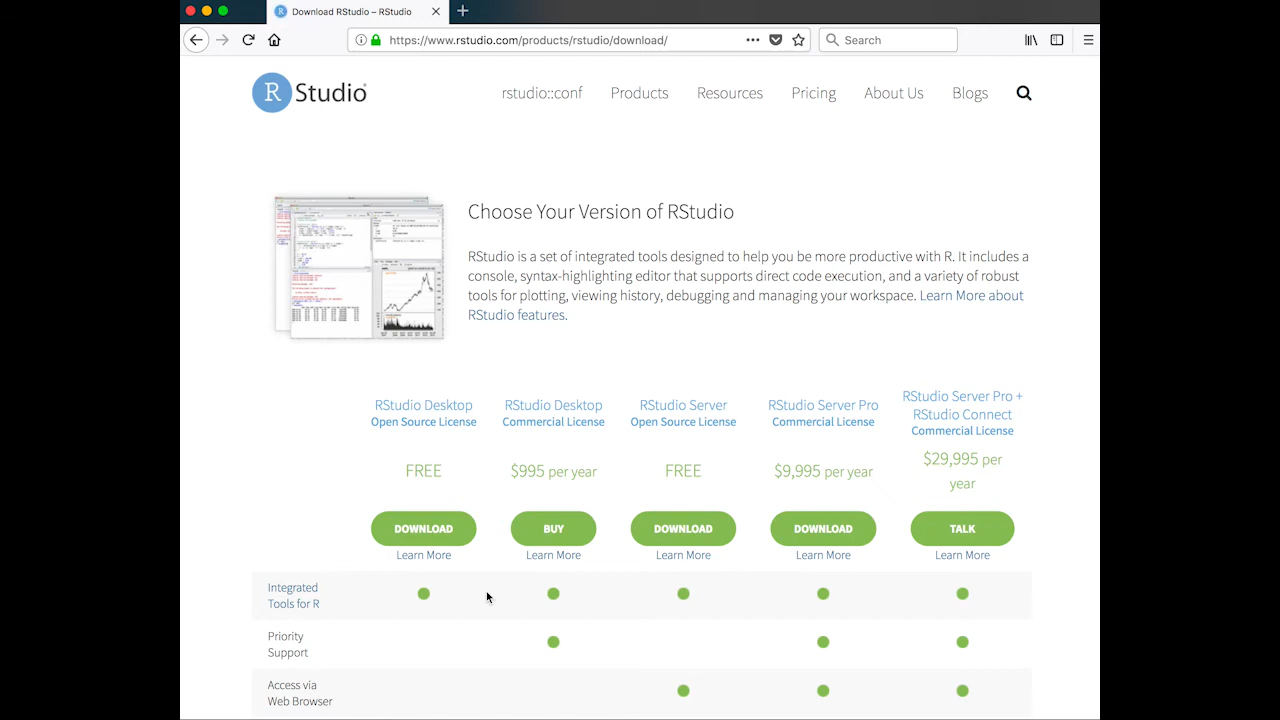 Download RStudio – RStudio
https://www.rstudio.com/products/rstudio/download/
Search
R Studio®
rstudio::conf Products Resources Pricing About Us Blogs
Choose Your Version of RStudio
RStudio is a set of integrated tools designed to help you be more productive with R. It includes a
console, syntax-highlighting editor that supports direct code execution, and a variety of robust
tools for plotting, viewing history, debugging and managing your workspace. Learn More about
RStudio features.
RStudio Desktop
Open Source License
FREE
DOWNLOAD
Learn More
RStudio Desktop
Commercial License
$995 per year
BUY
Learn More
RStudio Server
Open Source License
FREE
DOWNLOAD
Learn More
RStudio Server Pro
Commercial License
$9,995 per year
DOWNLOAD
Learn More
RStudio Server Pro +
RStudio Connect
Commercial License
$29,995 per
year
TALK
Learn More
Integrated
Tools for R
Priority
Support
Access via
Web Browser